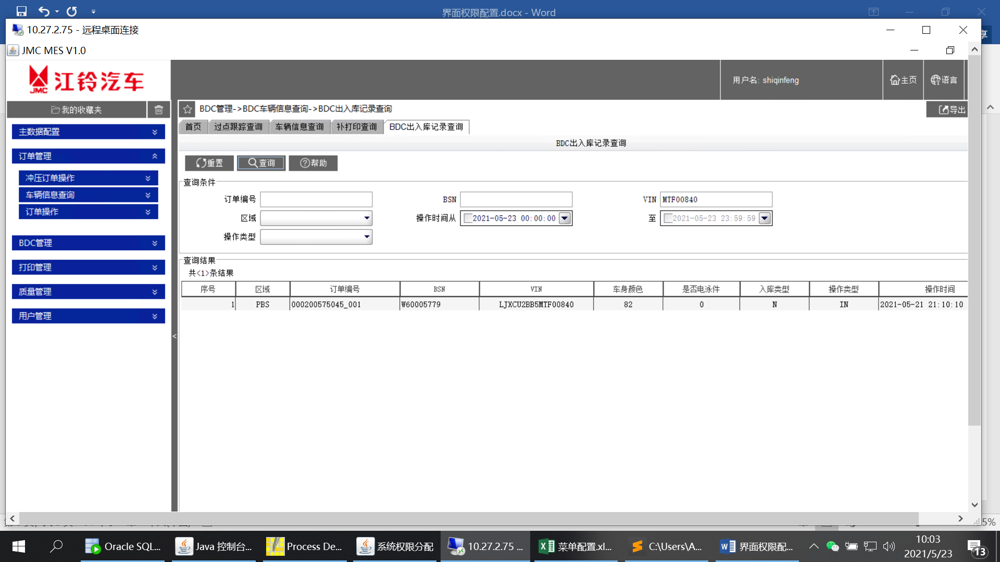 界面权限配置.docx - Word
10.27.2.75 - 远程桌面连接
享
JMC MES V1.0
JMC 江铃汽车
用户名: shiqinfeng
主页
语言
我的收藏夹
BDC管理->BDC车辆信息查询->BDC出入库记录查询
导出
首页 过点跟踪查询 车辆信息查询 补打印查询 BDC出入库记录查询
主数据配置
订单管理
冲压订单操作
车辆信息查询
订单操作
BDC管理
打印管理
质量管理
用户管理
<
BDC出入库记录查询
重置 查询 帮助
查询条件
订单编号 BSN VIN MTF00840
区域 操作时间从 2021-05-23 00:00:00 至 2021-05-23 23:59:59
操作类型
查询结果
共<1>条结果
序号 区域 订单编号 BSN VIN 车身颜色 是否电泳件 入库类型 操作类型 操作时间
1 PBS 000200575045_001 W60005779 LJXCU2BB5MTF00840 82 0 N IN 2021-05-21 21:10:10
5%
Oracle SQL... Java 控制台... Process De... 系统权限分配 10.27.2.75 ... 菜单配置.xl... C:\Users\A... 界面权限配...
10:03
2021/5/23
13